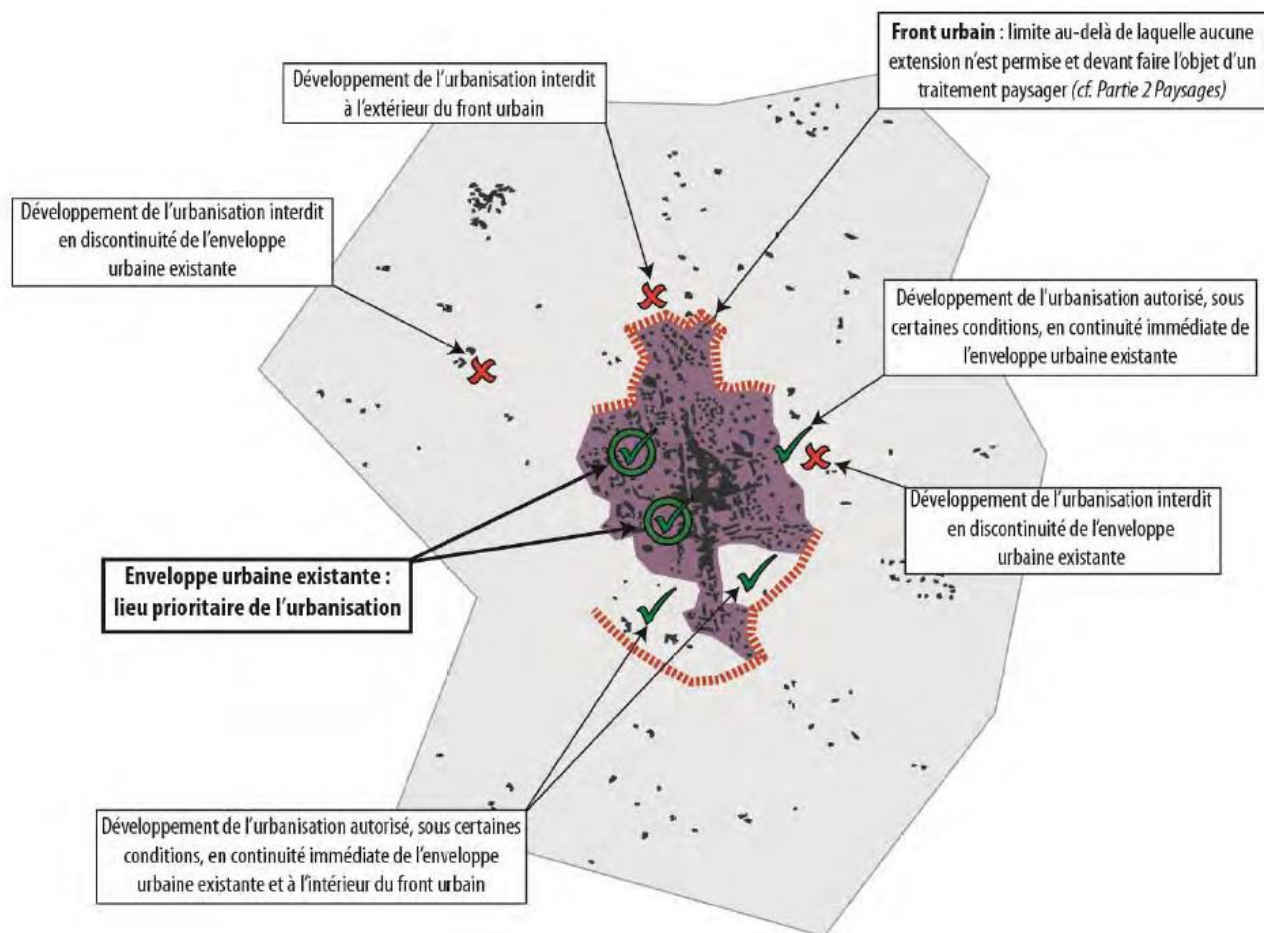 Front urbain : limite au-delà de laquelle aucune
extension n'est permise et devant faire l'objet d'un
traitement paysager (cf. Partie 2 Paysages)
Développement de l'urbanisation interdit
à l'extérieur du front urbain
Développement de l'urbanisation interdit
en discontinuité de l'enveloppe
urbaine existante
Développement de l'urbanisation autorisé, sous
certaines conditions, en continuité immédiate de
l'enveloppe urbaine existante
Développement de l'urbanisation interdit
en discontinuité de l'enveloppe
urbaine existante
Enveloppe urbaine existante :
lieu prioritaire de l'urbanisation
Développement de l'urbanisation autorisé, sous certaines
conditions, en continuité immédiate de l'enveloppe
urbaine existante et à l'intérieur du front urbain